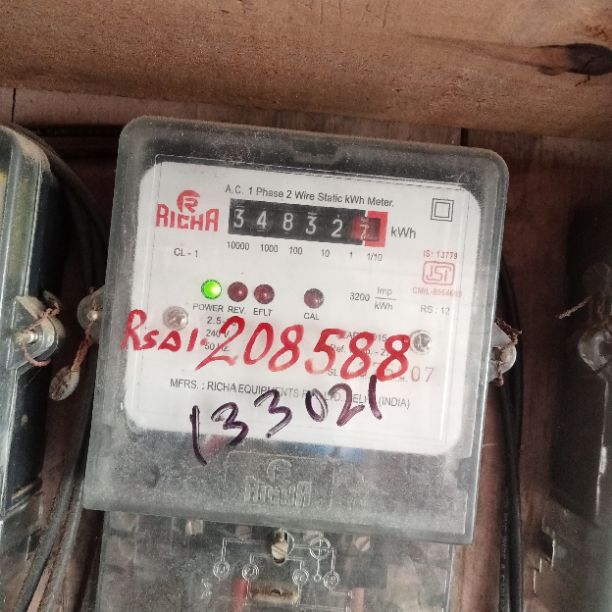 A.C. 1 Phase 2 Wire Static kWh Meter.
R
RICHA
348327 kWh
10000 1000 100 10 1 1/10
CL - 1
IS: 13779
ISI
POWER REV. EFLT CAL
3200 Imp/kWh
RS: 12
2.5
240
50 HZ
208588
07
MFRS. : RICHA EQUIPMENTS
(INDIA)
133021
RICHA